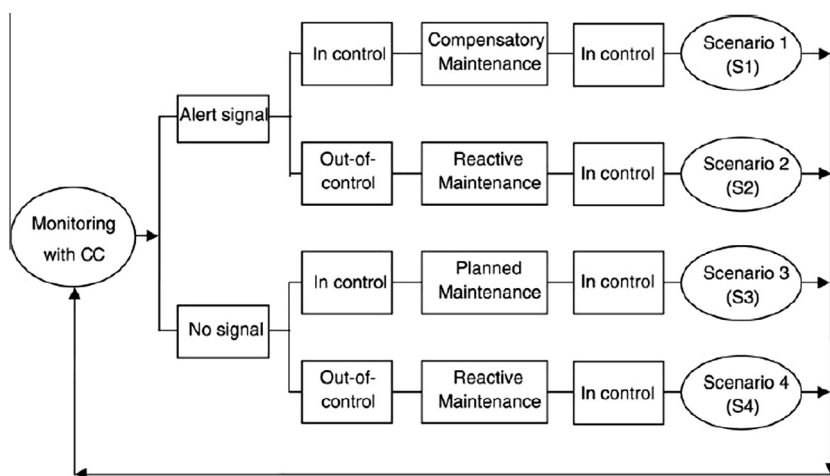 Monitoring
with CC
Alert signal
In control
Compensatory
Maintenance
In control
Scenario 1
(S1)
Out-of-
control
Reactive
Maintenance
In control
Scenario 2
(S2)
No signal
In control
Planned
Maintenance
In control
Scenario 3
(S3)
Out-of-
control
Reactive
Maintenance
In control
Scenario 4
(S4)